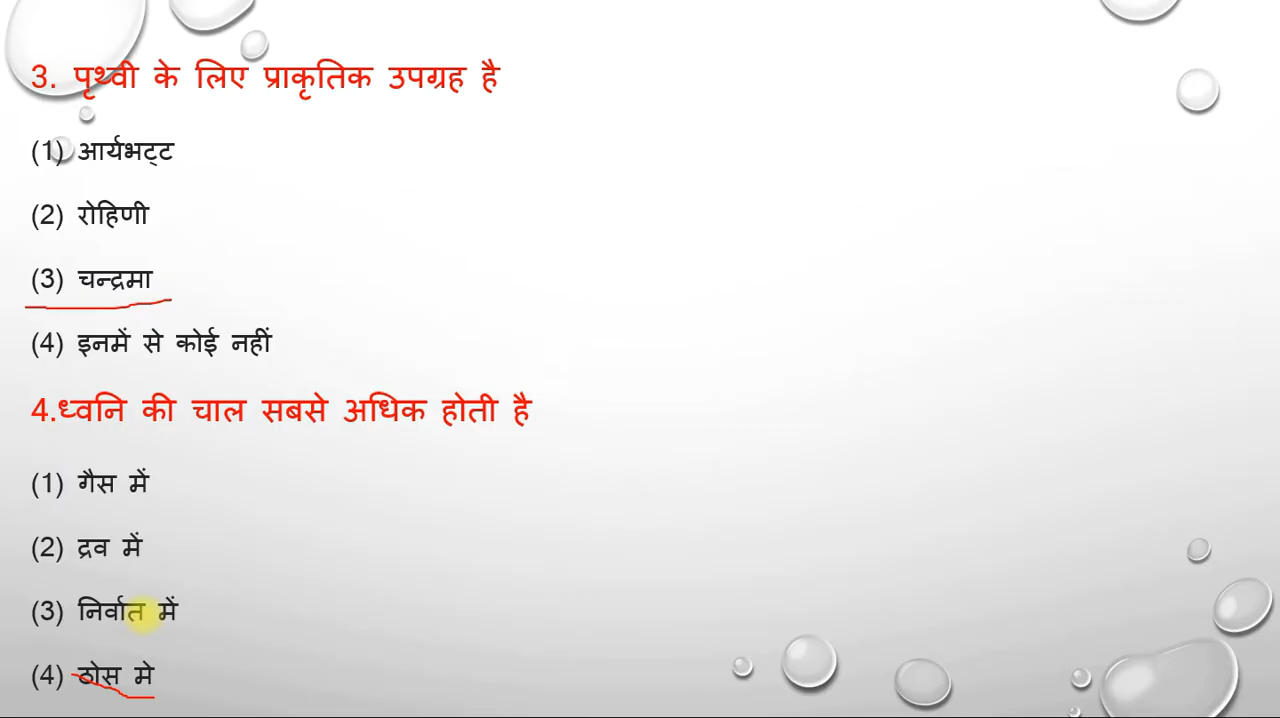 3. पृथ्वी के लिए प्राकृतिक उपग्रह है
(1) आर्यभट्ट
(2) रोहिणी
(3) चन्द्रमा
(4) इनमें से कोई नहीं
4.ध्वनि की चाल सबसे अधिक होती है
(1) गैस में
(2) द्रव में
(3) निर्वात में
(4) ठोस मे